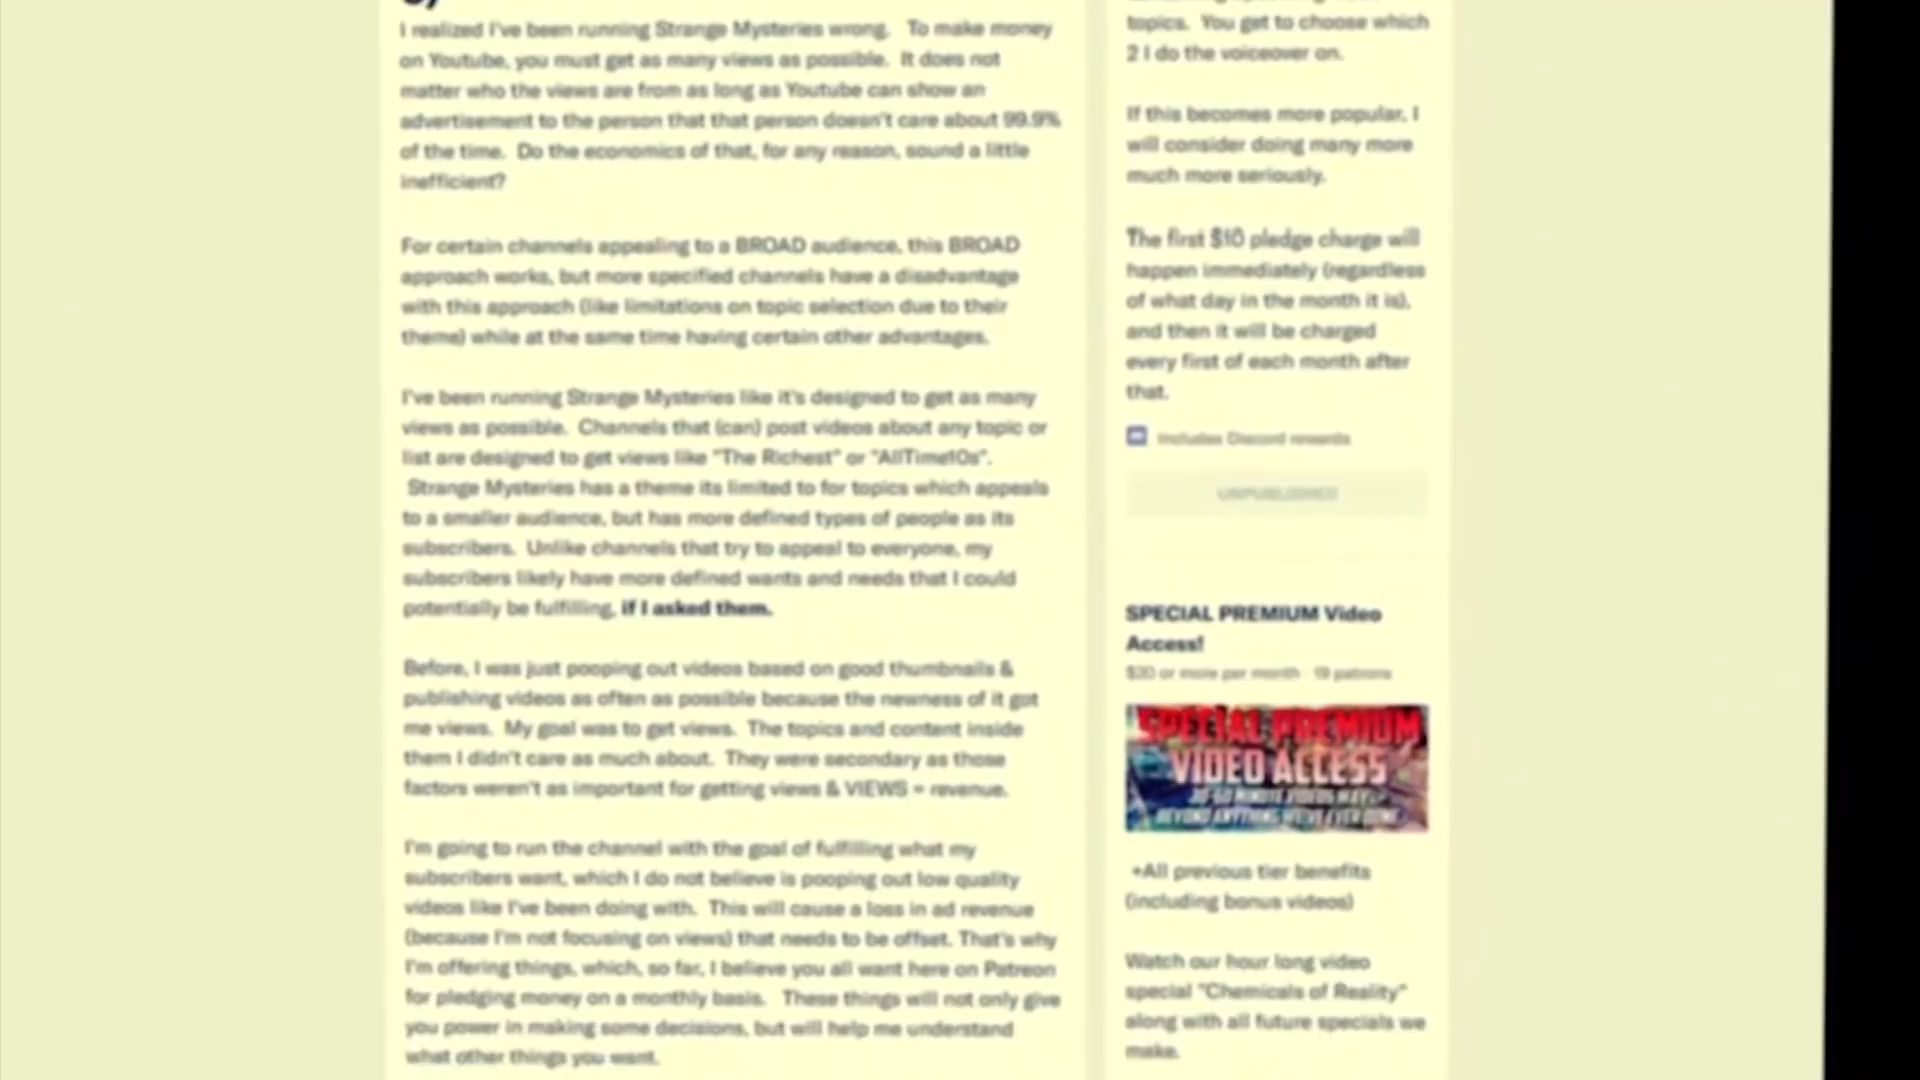 I realized I've been running Strange Mysteries wrong.   To make money
on Youtube, you must get as many views as possible.  It does not
matter who the views are from as long as Youtube can show an
advertisement to the person that that person doesn't care about 99.9%
of the time.  Do the economics of that, for any reason, sound a little
inefficient?
For certain channels appealing to a BROAD audience, this BROAD
approach works, but more specified channels have a disadvantage
with this approach (like limitations on topic selection due to their
theme) while at the same time having certain other advantages.
I've been running Strange Mysteries like it's designed to get as many
views as possible.  Channels that (can) post videos about any topic or
list are designed to get views like "The Richest" or "AllTime10s".
Strange Mysteries has a theme its limited to for topics which appeals
to a smaller audience, but has more defined types of people as its
subscribers.  Unlike channels that try to appeal to everyone, my
subscribers likely have more defined wants and needs that I could
potentially be fulfilling, if I asked them.
Before, I was just pooping out videos based on good thumbnails &
publishing videos as often as possible because the newness of it got
me views.  My goal was to get views.  The topics and content inside
them I didn't care as much about.  They were secondary as those
factors weren't as important for getting views & VIEWS = revenue.
I'm going to run the channel with the goal of fulfilling what my
subscribers want, which I do not believe is pooping out low quality
videos like I've been doing with.  This will cause a loss in ad revenue
(because I'm not focusing on views) that needs to be offset. That's why
I'm offering things, which, so far, I believe you all want here on Patreon
for pledging money on a monthly basis.   These things will not only give
you power in making some decisions, but will help me understand
what other things you want.
topics.  You get to choose which
2 I do the voiceover on.
If this becomes more popular, I
will consider doing many more
much more seriously.
The first $10 pledge charge will
happen immediately (regardless
of what day in the month it is),
and then it will be charged
every first of each month after
that.
Includes Discord rewards
UNPUBLISHED
SPECIAL PREMIUM Video
Access!
$20 or more per month · 19 patrons
SPECIAL PREMIUM
VIDEO ACCESS
BEYOND ANYTHING WE'VE EVER DONE
+All previous tier benefits
(including bonus videos)
Watch our hour long video
special "Chemicals of Reality"
along with all future specials we
make.